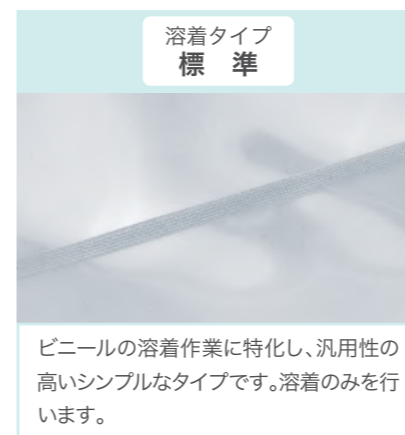 溶着タイプ
標　準
ビニールの溶着作業に特化し、汎用性の
高いシンプルなタイプです。溶着のみを行
います。